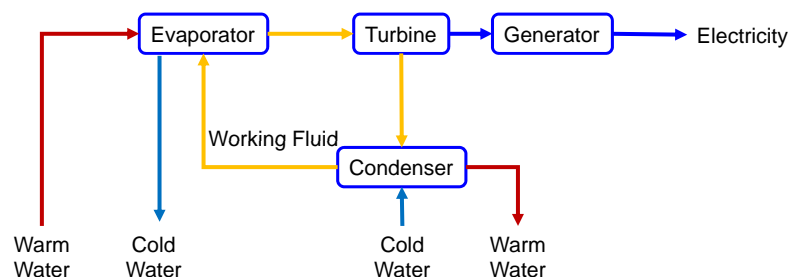 Evaporator
Turbine
Generator
Electricity
Working Fluid
Condenser
Warm
Water
Cold
Water
Cold
Water
Warm
Water